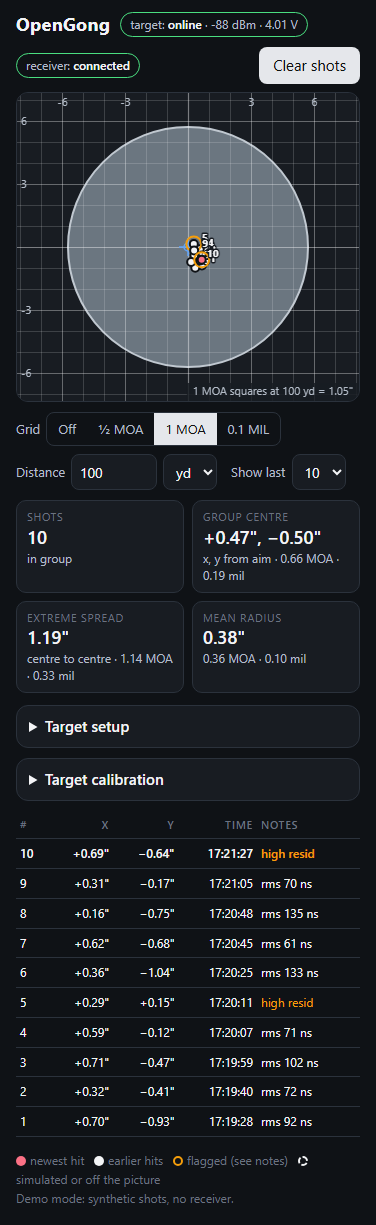 OpenGong
target: online · -88 dBm · 4.01 V
receiver: connected
Clear shots
-6 -3 3 6
6
3
-3
-6
10
1 MOA squares at 100 yd = 1.05"
Grid Off ½ MOA 1 MOA 0.1 MIL
Distance 100 yd Show last 10
SHOTS
10
in group
GROUP CENTRE
+0.47", −0.50"
x, y from aim · 0.66 MOA ·
0.19 mil
EXTREME SPREAD
1.19"
centre to centre · 1.14 MOA
· 0.33 mil
MEAN RADIUS
0.38"
0.36 MOA · 0.10 mil
Target setup
Target calibration
# X Y TIME NOTES
10 +0.69" −0.64" 17:21:27 high resid
9 +0.31" −0.17" 17:21:05 rms 70 ns
8 +0.16" −0.75" 17:20:48 rms 135 ns
7 +0.62" −0.68" 17:20:45 rms 61 ns
6 +0.36" −1.04" 17:20:25 rms 133 ns
5 +0.29" +0.15" 17:20:11 high resid
4 +0.59" −0.12" 17:20:07 rms 71 ns
3 +0.71" −0.47" 17:19:59 rms 102 ns
2 +0.32" −0.41" 17:19:40 rms 72 ns
1 +0.70" −0.93" 17:19:28 rms 92 ns
newest hit earlier hits flagged (see notes)
simulated or off the picture
Demo mode: synthetic shots, no receiver.